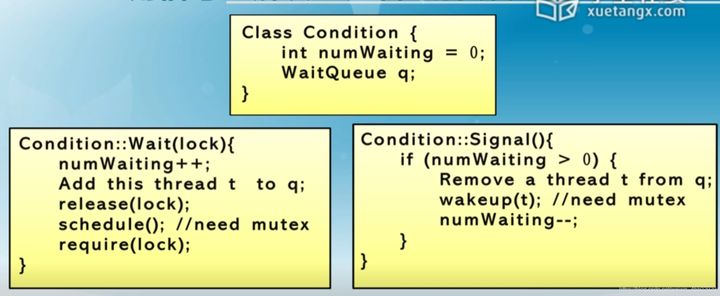 xuetangx.com
Class Condition {
int numWaiting = 0;
WaitQueue q;
}
Condition::Wait(lock){
numWaiting++;
Add this thread t to q;
release(lock);
schedule(); //need mutex
require(lock);
}
Condition::Signal(){
if (numWaiting > 0) {
Remove a thread t from q;
wakeup(t); //need mutex
numWaiting--;
}
}